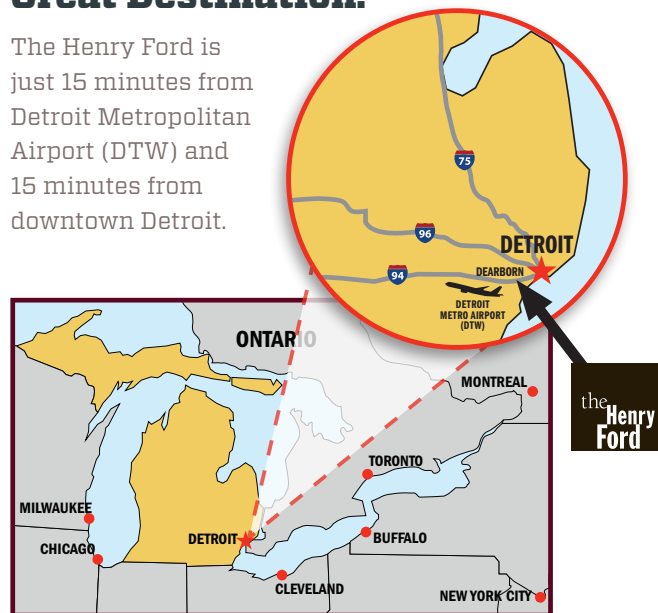 Great Destination.
The Henry Ford is
just 15 minutes from
Detroit Metropolitan
Airport (DTW) and
15 minutes from
downtown Detroit.
75
96
DETROIT
94
DEARBORN
DETROIT
METRO AIRPORT
(DTW)
the
Henry
Ford
ONTARIO
MONTREAL
TORONTO
MILWAUKEE
DETROIT
BUFFALO
CHICAGO
CLEVELAND
NEW YORK CITY